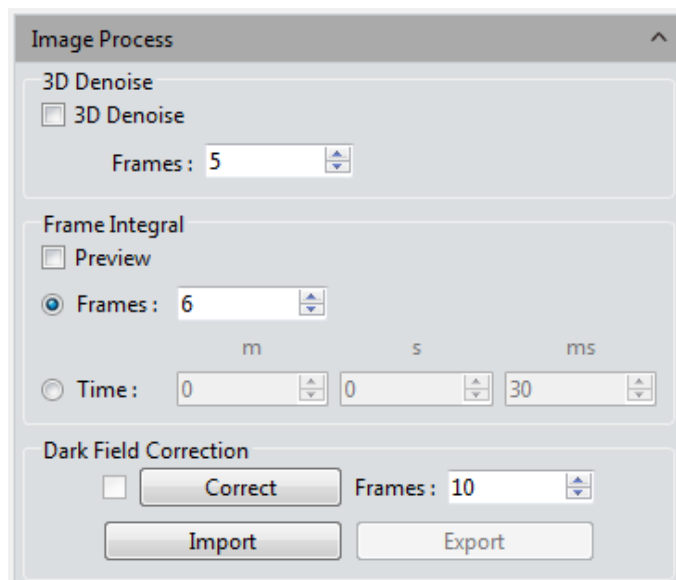 Image Process
3D Denoise
3D Denoise
Frames : 5
Frame Integral
Preview
Frames : 6
m s ms
Time : 0 0 30
Dark Field Correction
Correct Frames : 10
Import Export